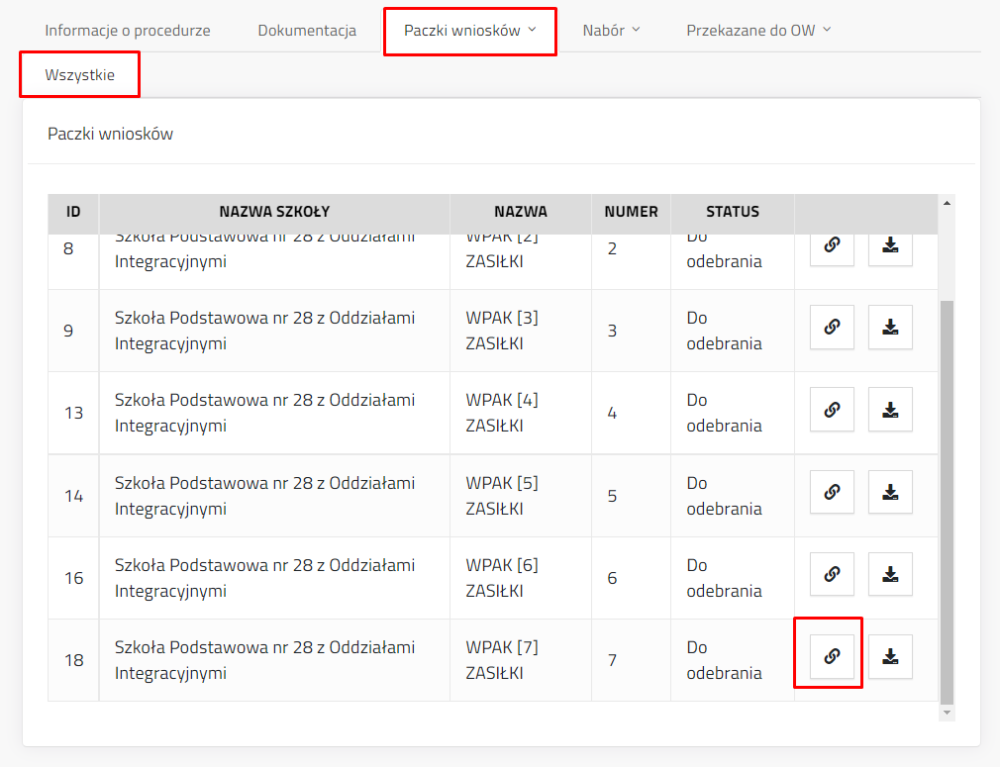 Informacje o procedurze Dokumentacja Paczki wniosków Nabór Przekazane do OW
Wszystkie
Paczki wniosków
ID NAZWA SZKOŁY NAZWA NUMER STATUS
8 Szkoła Podstawowa nr 28 z Oddziałami Integracyjnymi WPAK [2] ZASIŁKI 2 Do odebrania
9 Szkoła Podstawowa nr 28 z Oddziałami Integracyjnymi WPAK [3] ZASIŁKI 3 Do odebrania
13 Szkoła Podstawowa nr 28 z Oddziałami Integracyjnymi WPAK [4] ZASIŁKI 4 Do odebrania
14 Szkoła Podstawowa nr 28 z Oddziałami Integracyjnymi WPAK [5] ZASIŁKI 5 Do odebrania
16 Szkoła Podstawowa nr 28 z Oddziałami Integracyjnymi WPAK [6] ZASIŁKI 6 Do odebrania
18 Szkoła Podstawowa nr 28 z Oddziałami Integracyjnymi WPAK [7] ZASIŁKI 7 Do odebrania